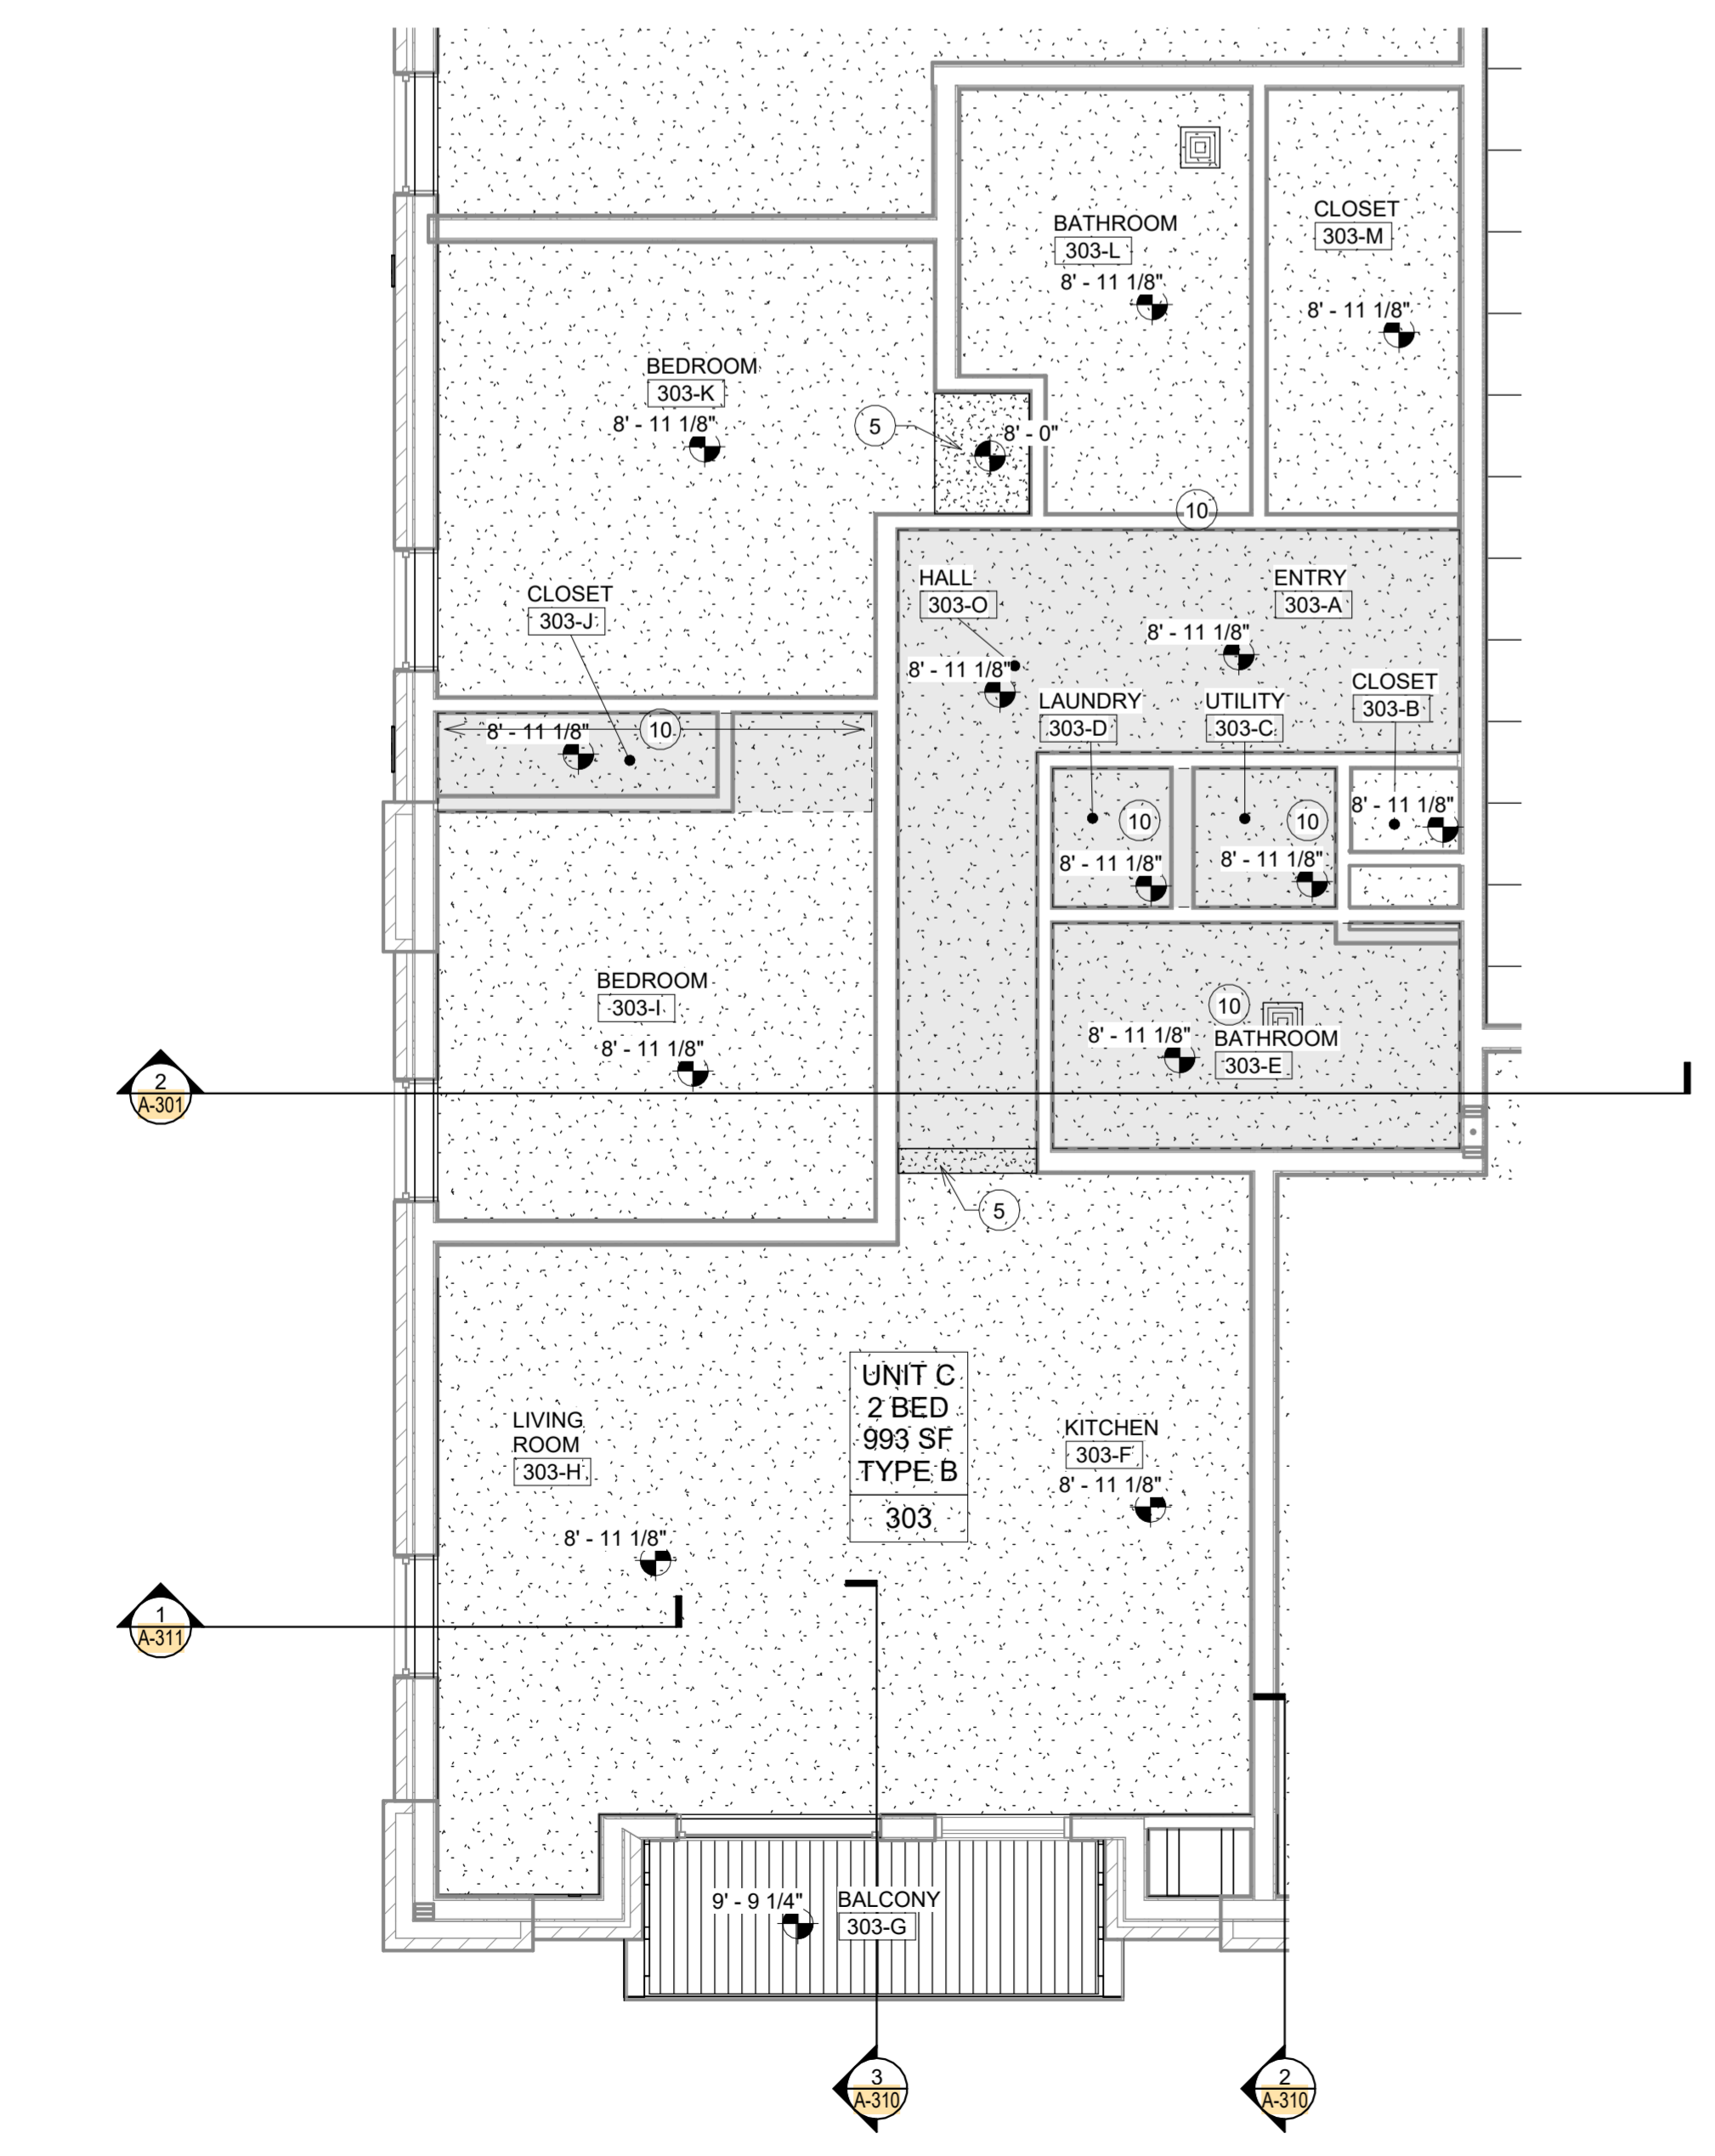 BATHROOM
303-L
8' - 11 1/8"
CLOSET
303-M
8' - 11 1/8"
BEDROOM
303-K
8' - 11 1/8"
5
8' - 0"
10
HALL
303-O
8' - 11 1/8"
ENTRY
303-A
8' - 11 1/8"
CLOSET
303-J
8' - 11 1/8"
10
LAUNDRY
303-D
10
8' - 11 1/8"
UTILITY
303-C
10
8' - 11 1/8"
CLOSET
303-B
8' - 11 1/8"
BEDROOM
303-I
8' - 11 1/8"
10
8' - 11 1/8"
BATHROOM
303-E
2
A-301
5
UNIT C
2 BED
993 SF
TYPE B
303
LIVING
ROOM
303-H
8' - 11 1/8"
KITCHEN
303-F
8' - 11 1/8"
1
A-311
9' - 9 1/4"
BALCONY
303-G
3
A-310
2
A-310